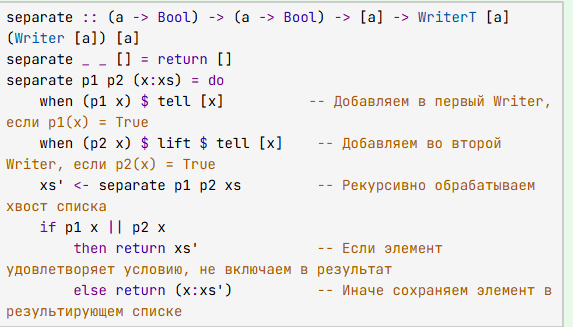 separate :: (a -> Bool) -> (a -> Bool) -> [a] -> WriterT [a]
(Writer [a]) [a]
separate _ _ [] = return []
separate p1 p2 (x:xs) = do
    when (p1 x) $ tell [x]          -- Добавляем в первый Writer,
если p1(x) = True
    when (p2 x) $ lift $ tell [x]    -- Добавляем во второй
Writer, если p2(x) = True
    xs' <- separate p1 p2 xs         -- Рекурсивно обрабатываем
хвост списка
    if p1 x || p2 x
        then return xs'              -- Если элемент
удовлетворяет условию, не включаем в результат
        else return (x:xs')          -- Иначе сохраняем элемент в
результирующем списке